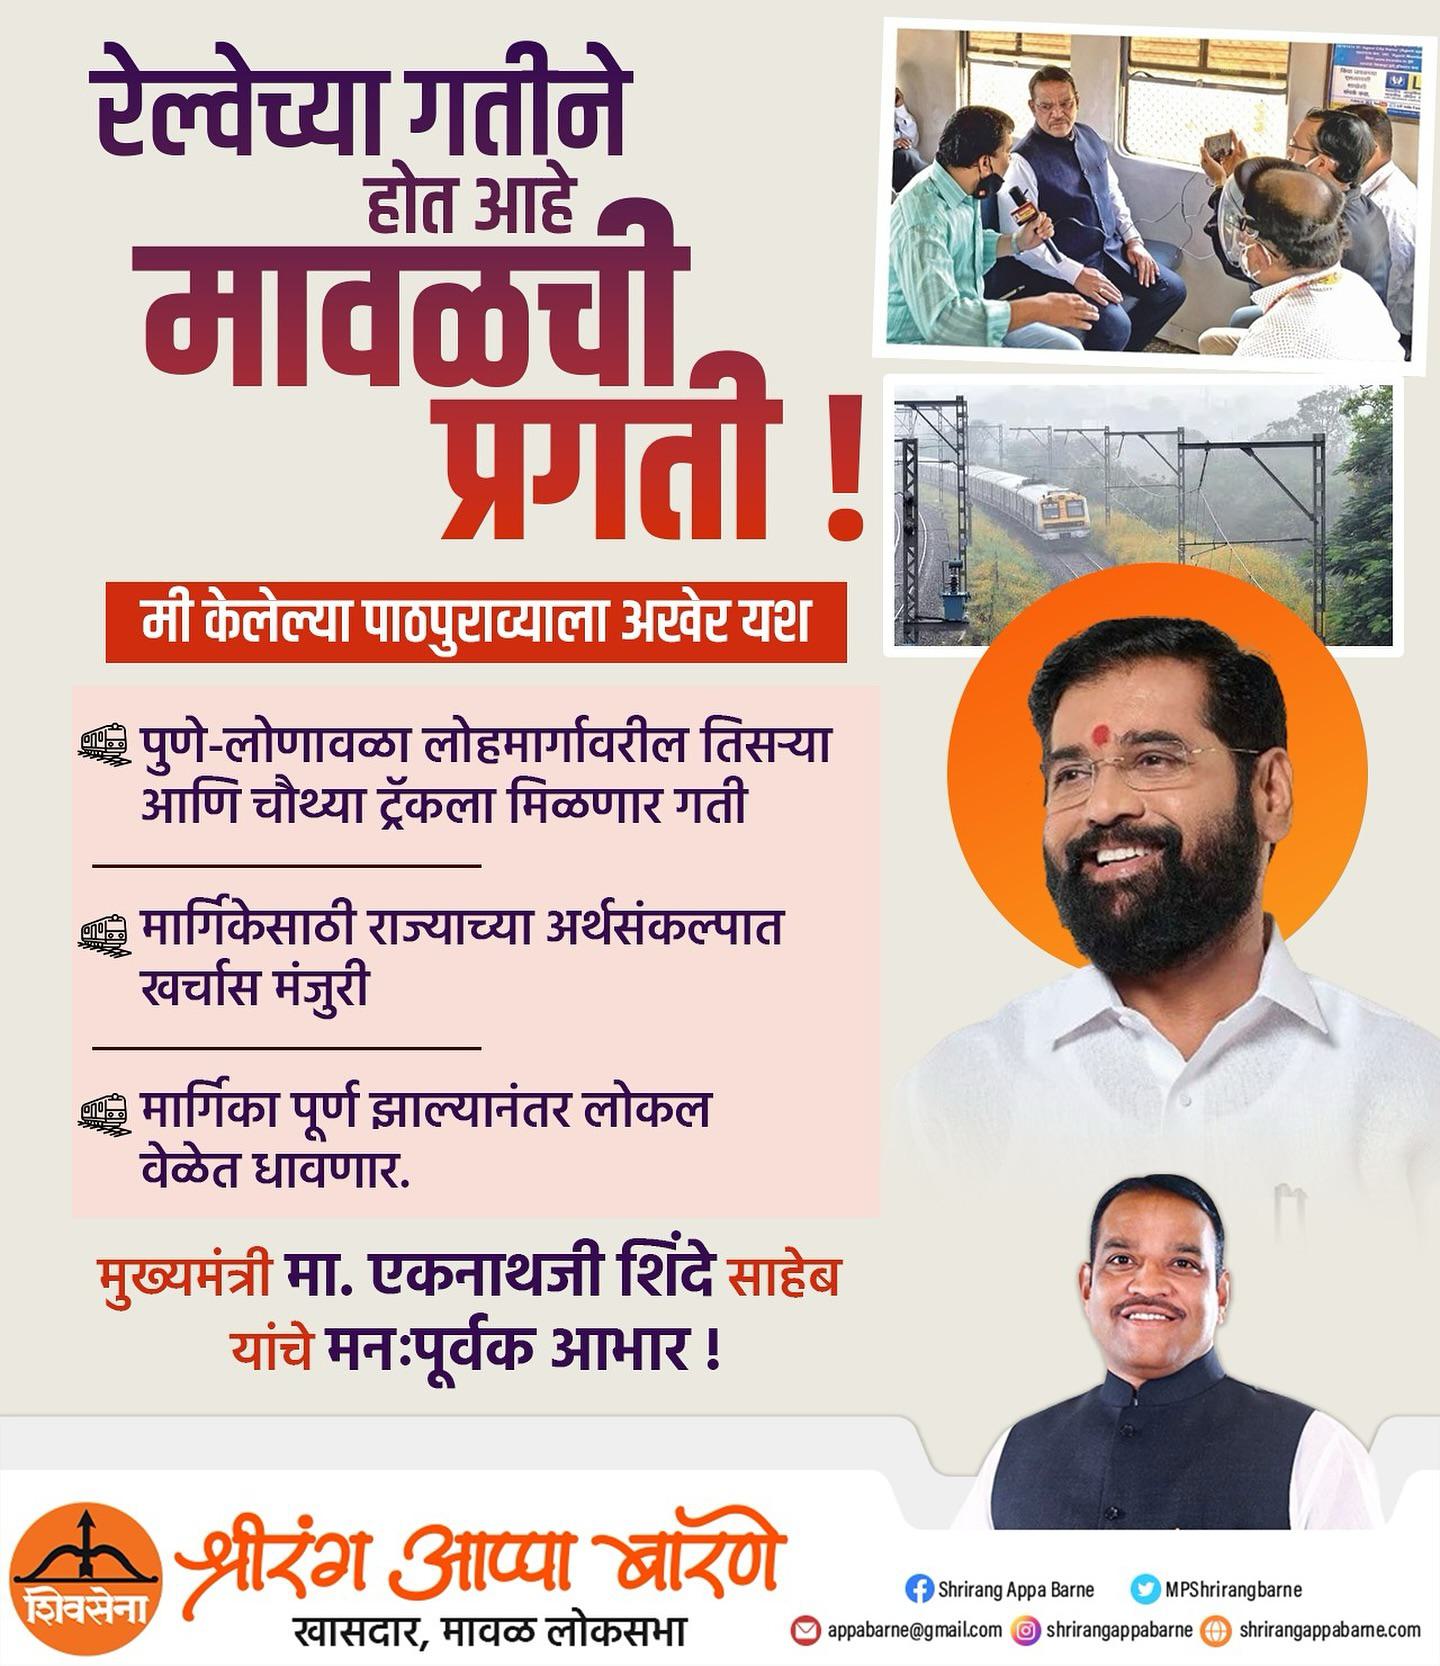 रेल्वेच्या गतीने
होत आहे
मावळची
प्रगती !
मी केलेल्या पाठपुराव्याला अखेर यश
पुणे-लोणावळा लोहमार्गावरील तिसऱ्या
आणि चौथ्या ट्रॅकला मिळणार गती
मार्गिकेसाठी राज्याच्या अर्थसंकल्पात
खर्चास मंजुरी
मार्गिका पूर्ण झाल्यानंतर लोकल
वेळेत धावणार.
मुख्यमंत्री मा. एकनाथजी शिंदे साहेब
यांचे मनःपूर्वक आभार !
शिवसेना
श्रीरंग आप्पा बारणे
खासदार, मावळ लोकसभा
Shrirang Appa Barne MPShrirangbarne
appabarne@gmail.com shrirangappabarne shrirangappabarne.com